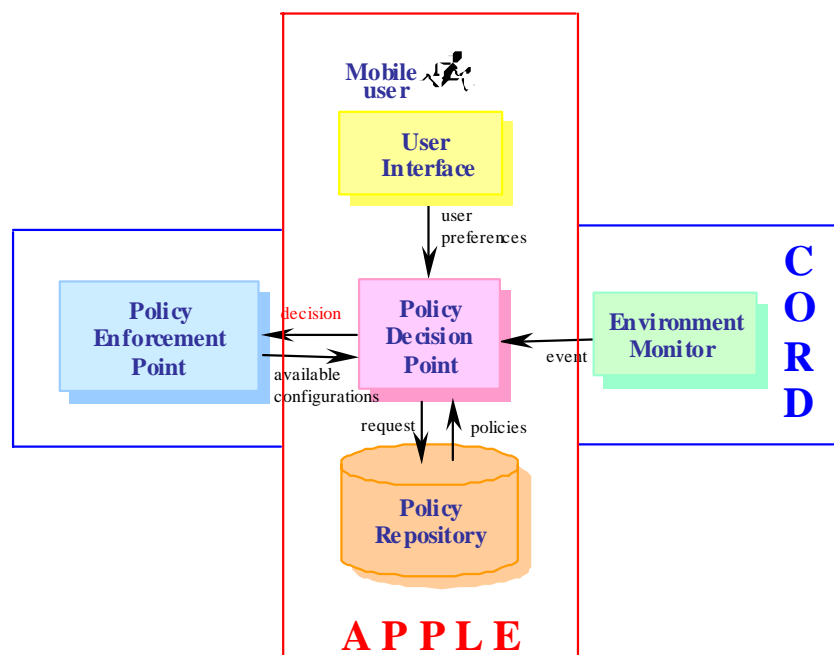 Mobile
user
User
Interface
user
preferences
Policy
Enforcement
Point
decision
available
configurations
Policy
Decision
Point
event
Environment
Monitor
C
O
R
D
request
policies
Policy
Repository
A P P L E